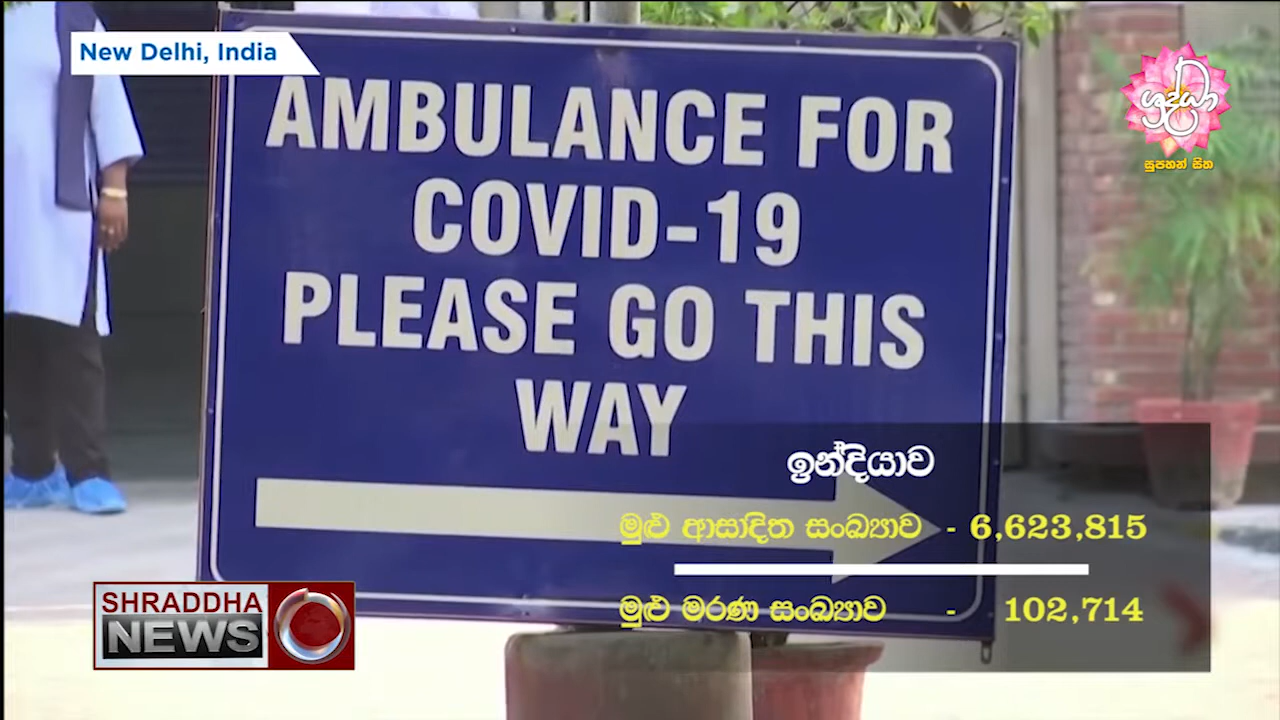 New Delhi, India
AMBULANCE FOR
COVID-19
PLEASE GO THIS
WAY
ශ්‍රද්ධා
සුපහන් සිත
ඉන්දියාව
මුළු ආසාදිත සංඛ්‍යාව - 6,623,815
මුළු මරණ සංඛ්‍යාව - 102,714
SHRADDHA
NEWS